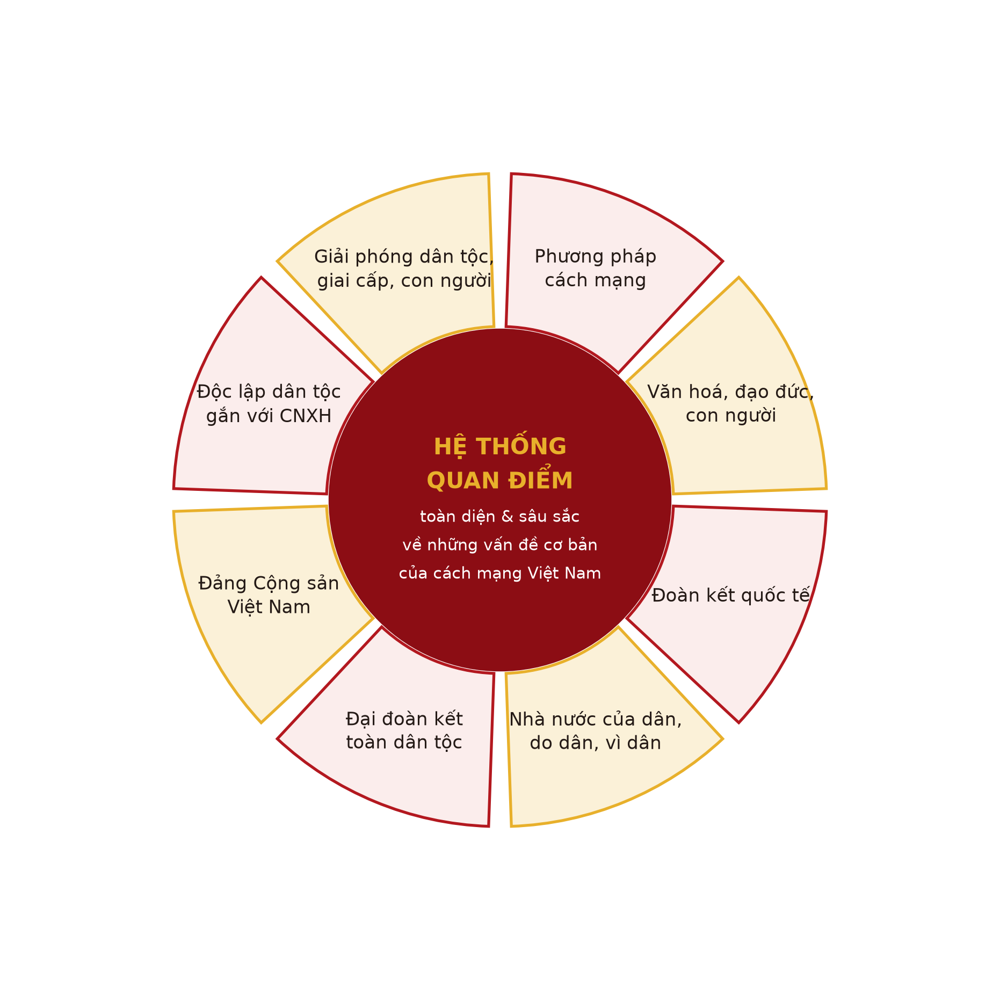 Giải phóng dân tộc,
giai cấp, con người
Phương pháp
cách mạng
Độc lập dân tộc
gắn với CNXH
Văn hoá, đạo đức,
con người
HỆ THỐNG
QUAN ĐIỂM
toàn diện & sâu sắc
về những vấn đề cơ bản
của cách mạng Việt Nam
Đảng Cộng sản
Việt Nam
Đoàn kết quốc tế
Đại đoàn kết
toàn dân tộc
Nhà nước của dân,
do dân, vì dân